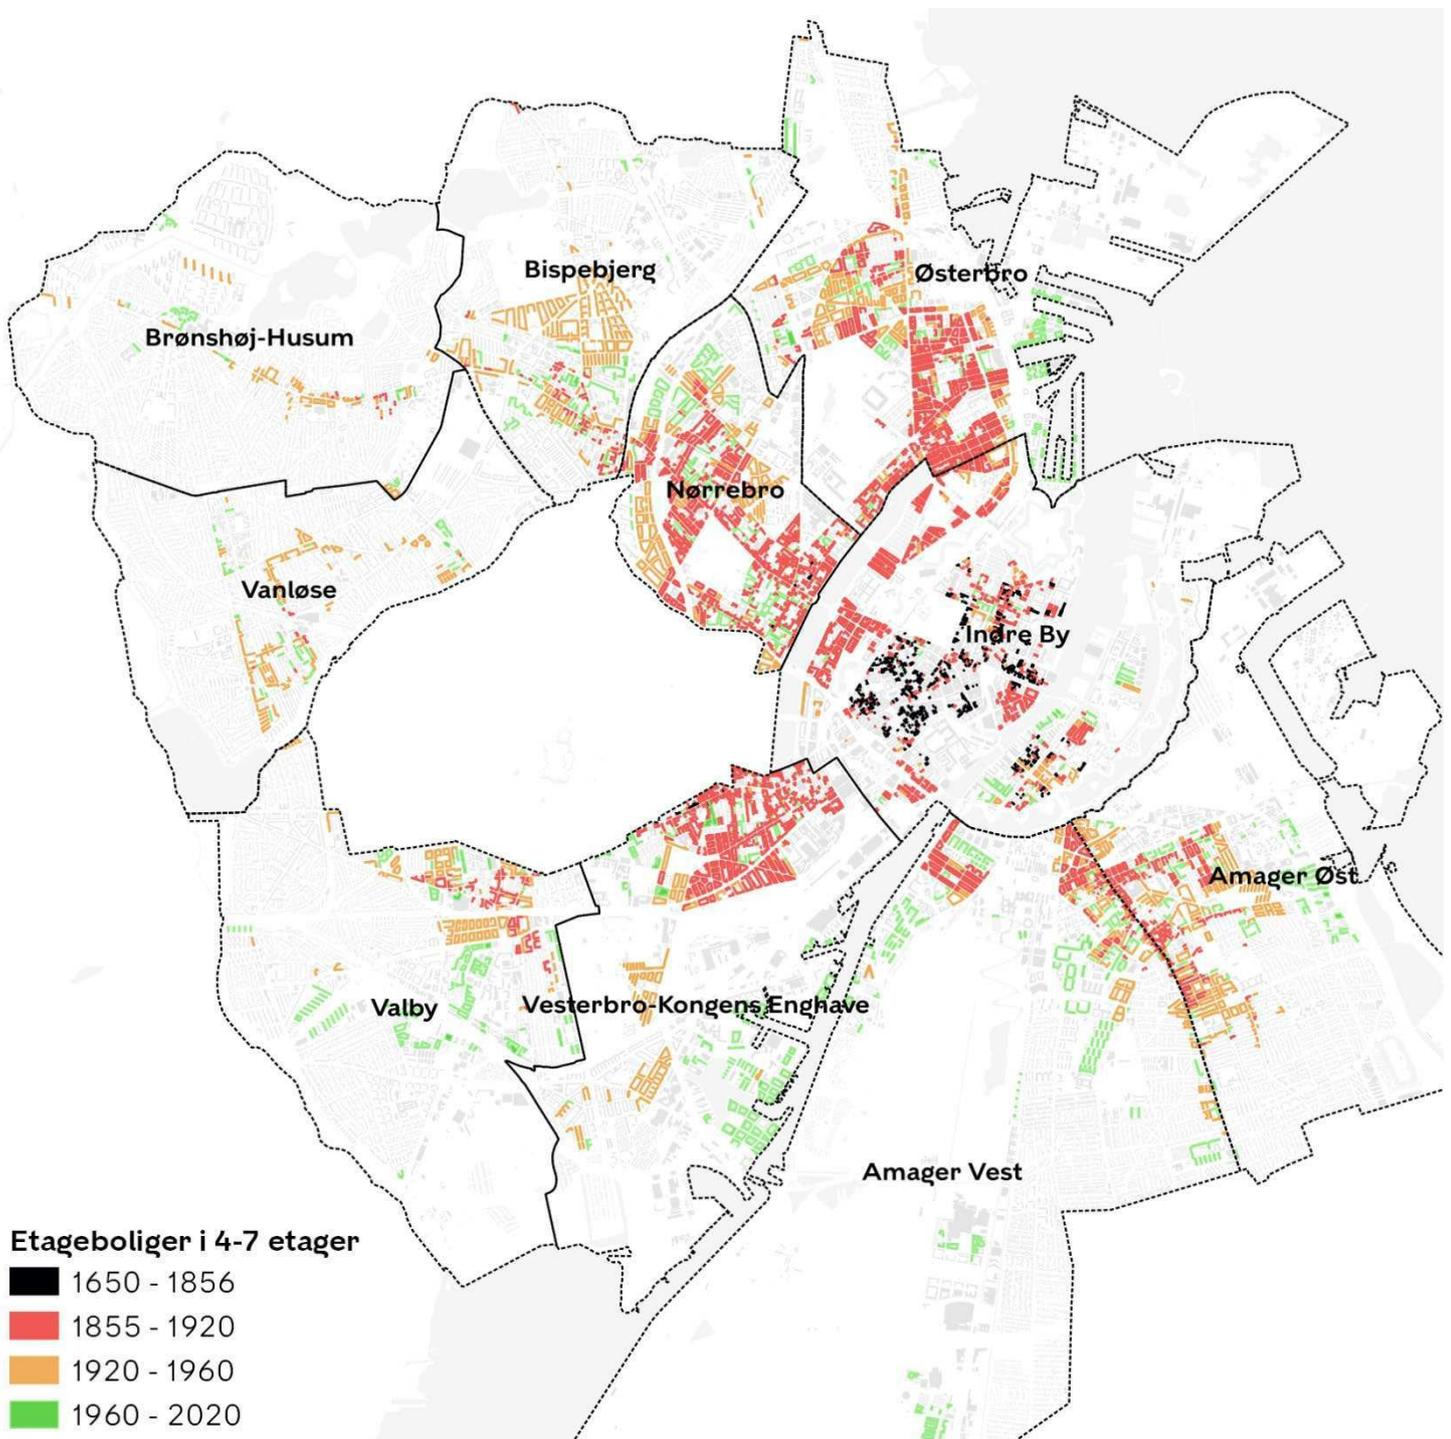 Bispebjerg
Østerbro
Brønshøj-Husum
Nørrebro
Vanløse
Indre By
Amager Øst
Valby
Vesterbro-Kongens Enghave
Amager Vest
Etageboliger i 4-7 etager
1650 - 1856
1855 - 1920
1920 - 1960
1960 - 2020